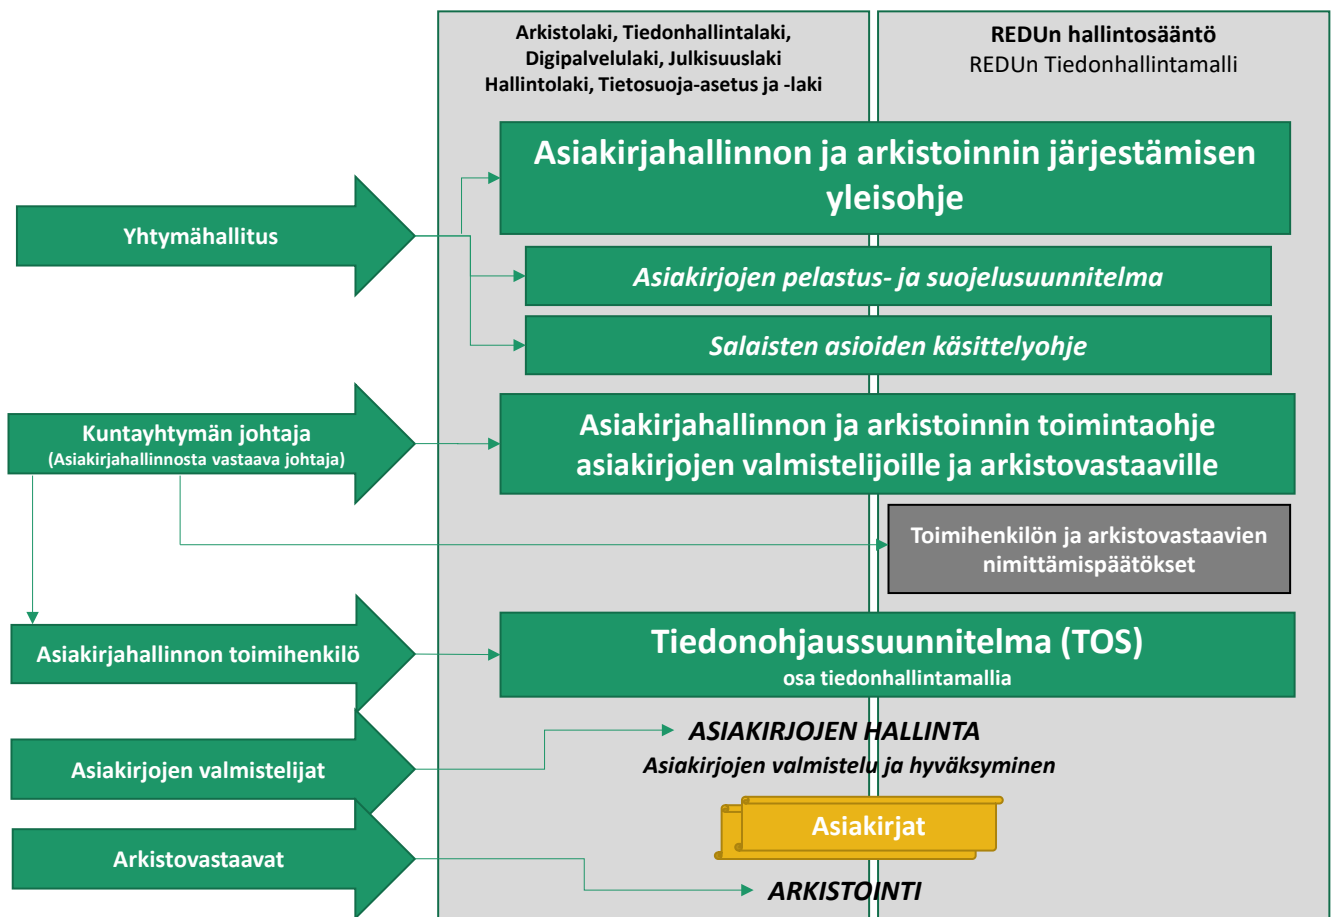 Arkistolaki, Tiedonhallintalaki,
Digipalvelulaki, Julkisuuslaki
Hallintolaki, Tietosuoja-asetus ja -laki
REDUn hallintosääntö
REDUn Tiedonhallintamalli
Asiakirjahallinnon ja arkistoinnin järjestämisen
yleisohje
Yhtymähallitus
Asiakirjojen pelastus- ja suojelusuunnitelma
Salaisten asioiden käsittelyohje
Kuntayhtymän johtaja
(Asiakirjahallinnosta vastaava johtaja)
Asiakirjahallinnon ja arkistoinnin toimintaohje
asiakirjojen valmistelijoille ja arkistovastaaville
Toimihenkilön ja arkistovastaavien
nimittämispäätökset
Asiakirjahallinnon toimihenkilö
Tiedonohjaussuunnitelma (TOS)
osa tiedonhallintamallia
ASIAKIRJOJEN HALLINTA
Asiakirjojen valmistelu ja hyväksyminen
Asiakirjojen valmistelijat
Asiakirjat
Arkistovastaavat
ARKISTOINTI